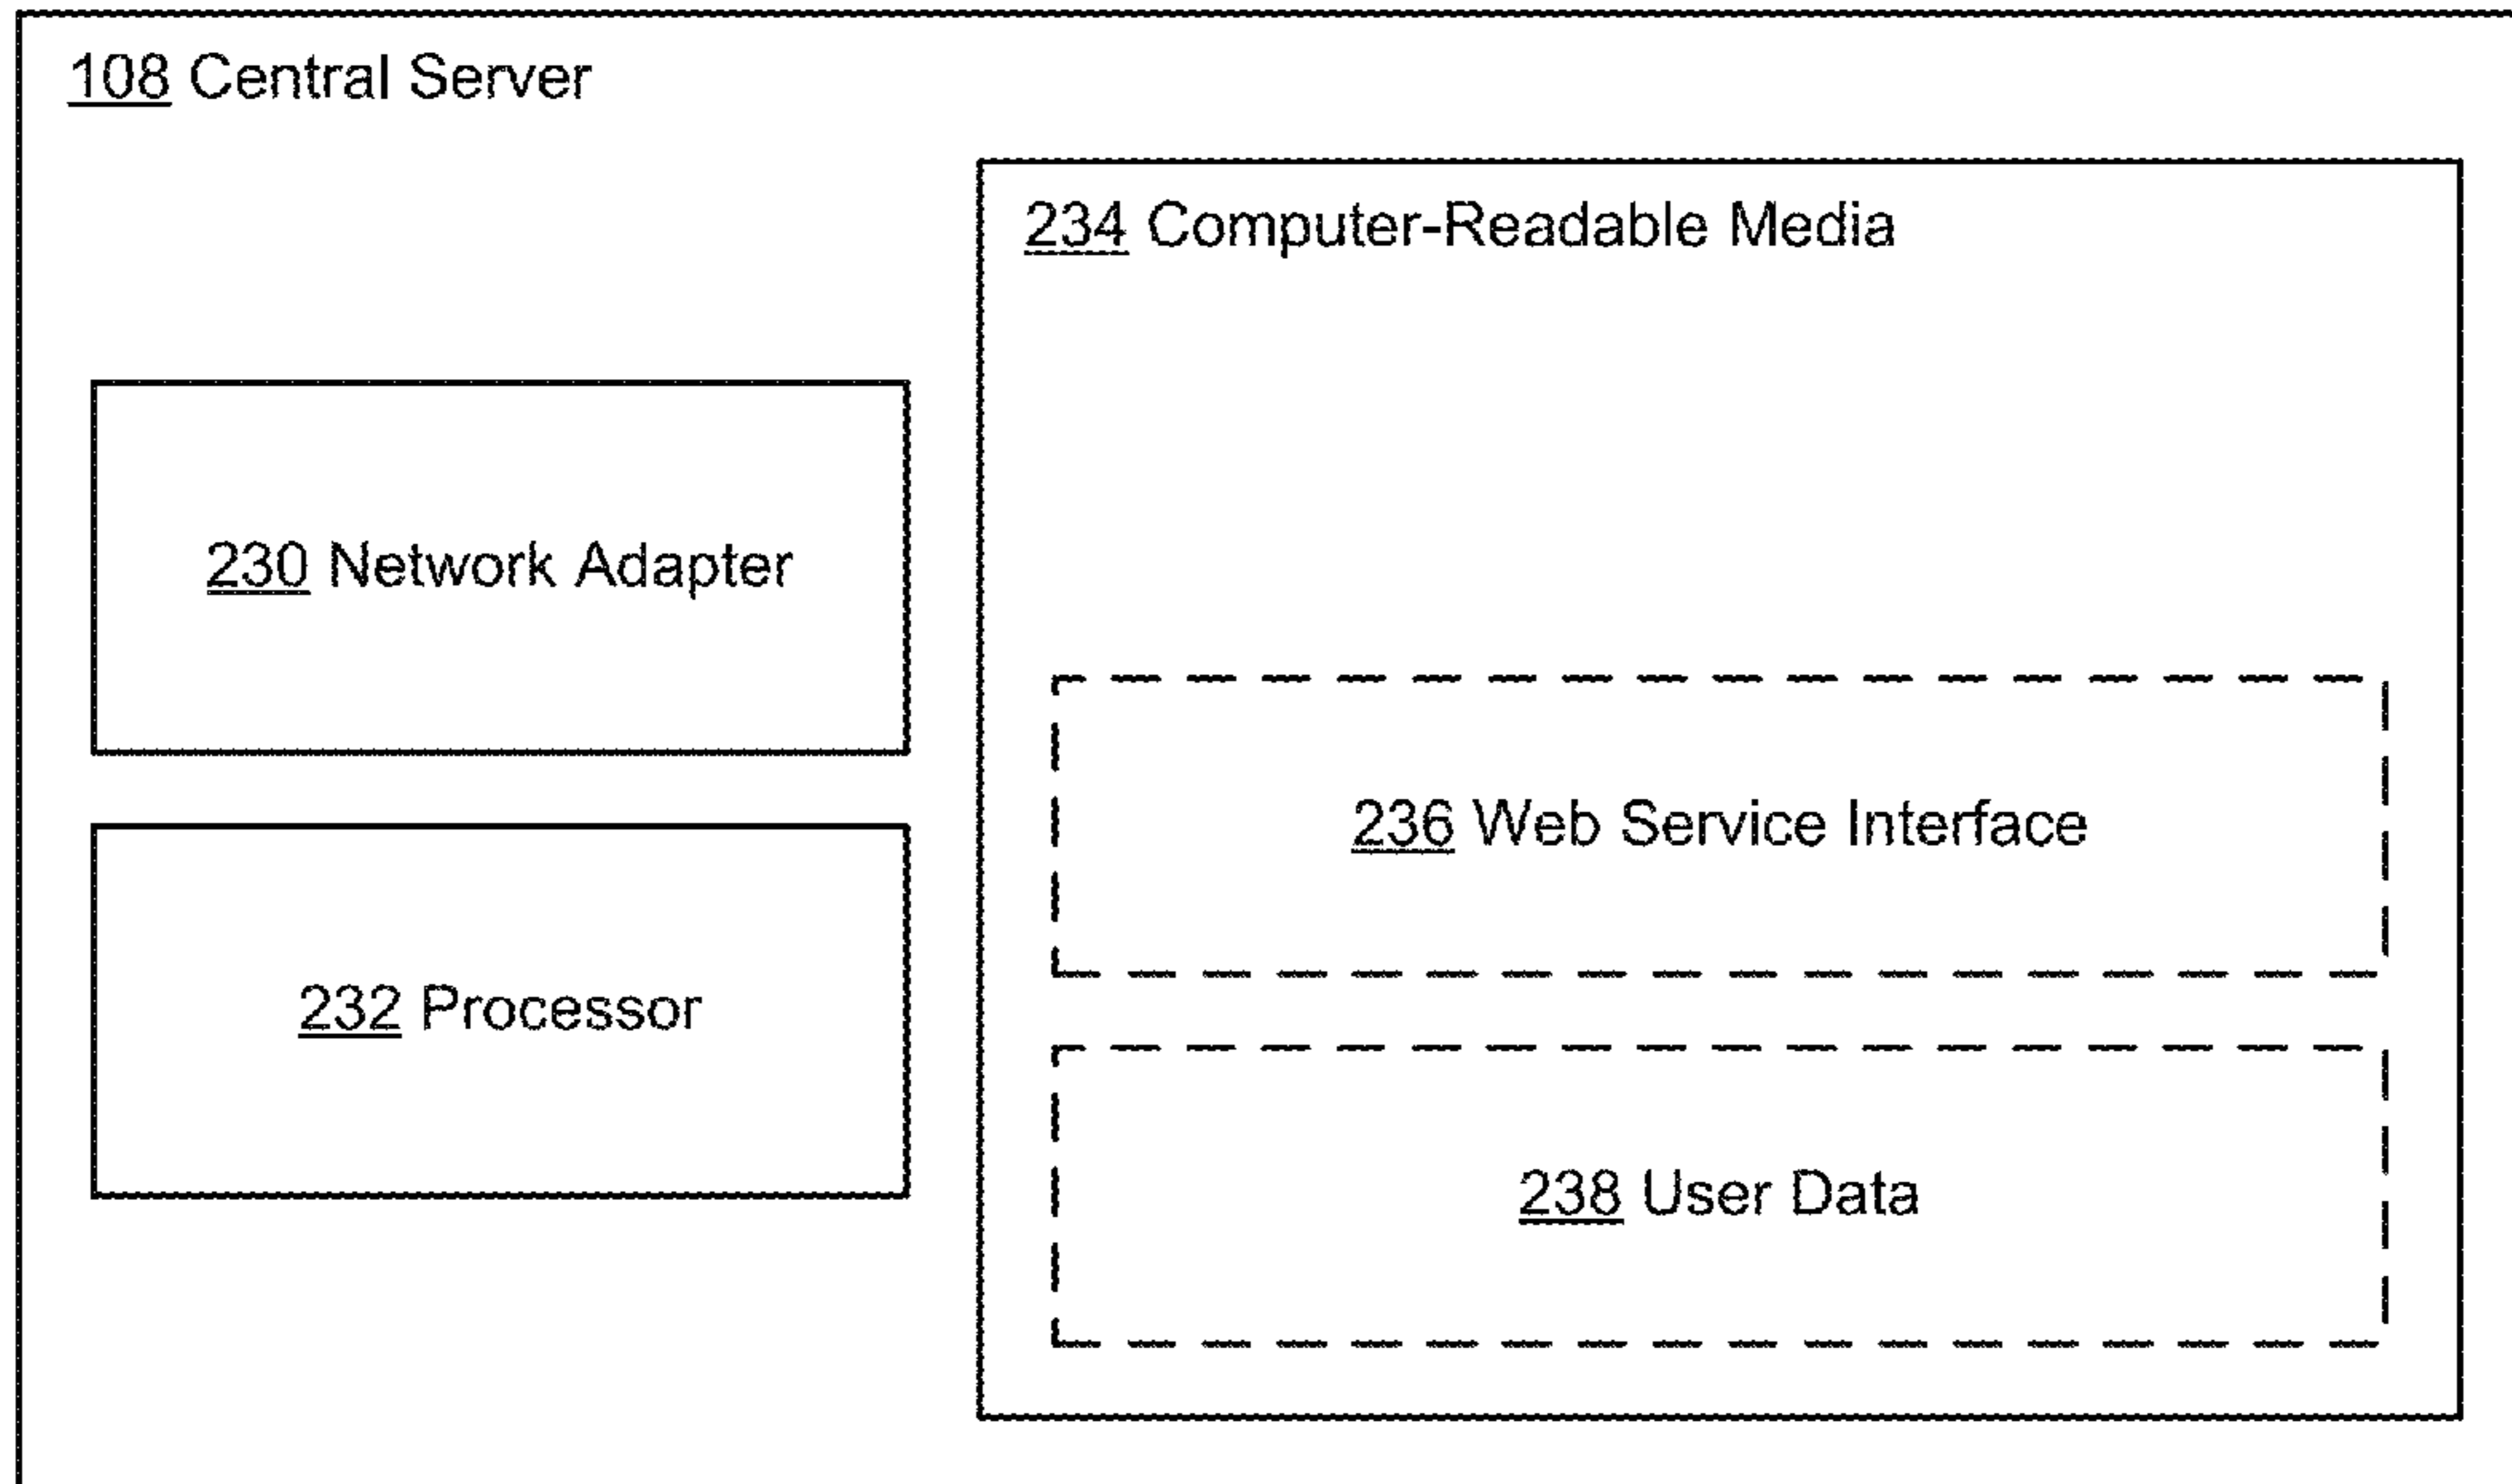 108 Central Server
234 Computer-Readable Media
230 Network Adapter
236 Web Service Interface
232 Processor
238 User Data